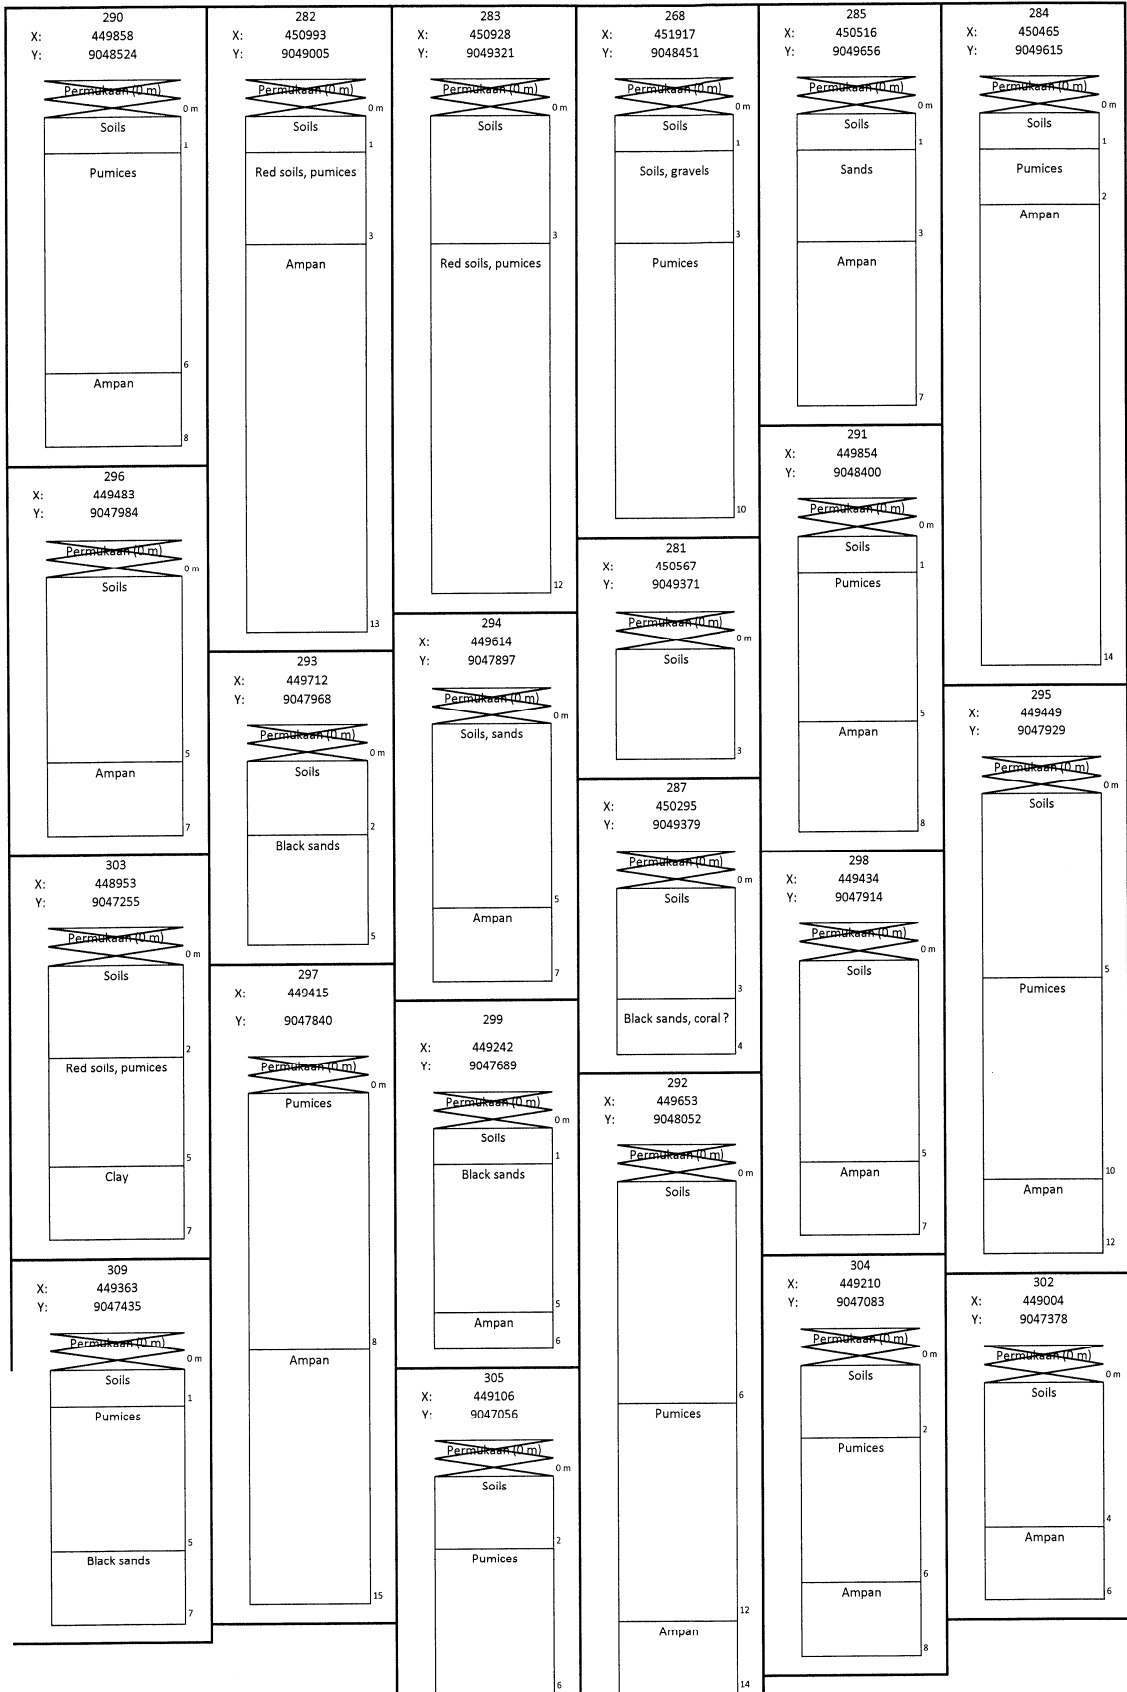 290
X: 449858
Y: 9048524
Permukaan (0 m)
0 m
Soils
1
Pumices
6
Ampan
8
296
X: 449483
Y: 9047984
Permukaan (0 m)
0 m
Soils
5
Ampan
7
303
X: 448953
Y: 9047255
Permukaan (0 m)
0 m
Soils
2
Red soils, pumices
5
Clay
7
309
X: 449363
Y: 9047435
Permukaan (0 m)
0 m
Soils
1
Pumices
5
Black sands
7
282
X: 450993
Y: 9049005
Permukaan (0 m)
0 m
Soils
1
Red soils, pumices
3
Ampan
13
293
X: 449712
Y: 9047968
Permukaan (0 m)
0 m
Soils
2
Black sands
5
297
X: 449415
Y: 9047840
Permukaan (0 m)
0 m
Pumices
8
Ampan
15
283
X: 450928
Y: 9049321
Permukaan (0 m)
0 m
Soils
3
Red soils, pumices
12
294
X: 449614
Y: 9047897
Permukaan (0 m)
0 m
Soils, sands
5
Ampan
7
299
X: 449242
Y: 9047689
Permukaan (0 m)
0 m
Soils
1
Black sands
5
Ampan
6
305
X: 449106
Y: 9047056
Permukaan (0 m)
0 m
Soils
2
Pumices
6
268
X: 451917
Y: 9048451
Permukaan (0 m)
0 m
Soils
1
Soils, gravels
3
Pumices
10
281
X: 450567
Y: 9049371
Permukaan (0 m)
0 m
Soils
3
287
X: 450295
Y: 9049379
Permukaan (0 m)
0 m
Soils
3
Black sands, coral ?
4
292
X: 449653
Y: 9048052
Permukaan (0 m)
0 m
Soils
6
Pumices
12
Ampan
14
285
X: 450516
Y: 9049656
Permukaan (0 m)
0 m
Soils
1
Sands
3
Ampan
7
291
X: 449854
Y: 9048400
Permukaan (0 m)
0 m
Soils
1
Pumices
5
Ampan
8
298
X: 449434
Y: 9047914
Permukaan (0 m)
0 m
Soils
5
Ampan
7
304
X: 449210
Y: 9047083
Permukaan (0 m)
0 m
Soils
2
Pumices
6
Ampan
8
284
X: 450465
Y: 9049615
Permukaan (0 m)
0 m
Soils
1
Pumices
2
Ampan
14
295
X: 449449
Y: 9047929
Permukaan (0 m)
0 m
Soils
5
Pumices
10
Ampan
12
302
X: 449004
Y: 9047378
Permukaan (0 m)
0 m
Soils
4
Ampan
6